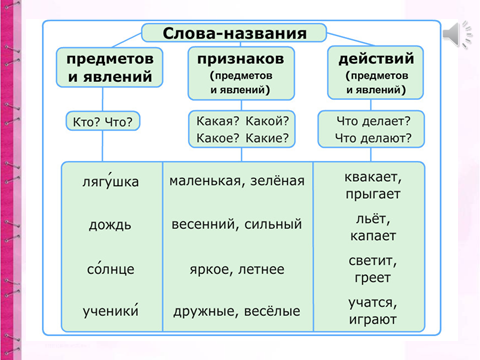 Слова-названия
предметов
и явлений
признаков
(предметов
и явлений)
действий
(предметов
и явлений)
Кто? Что?
Какая? Какой?
Какое? Какие?
Что делает?
Что делают?
лягу́шка
маленькая, зелёная
квакает,
прыгает
дождь
весенний, сильный
льёт,
капает
со́лнце
яркое, летнее
светит,
греет
ученики́
дружные, весёлые
учатся,
играют